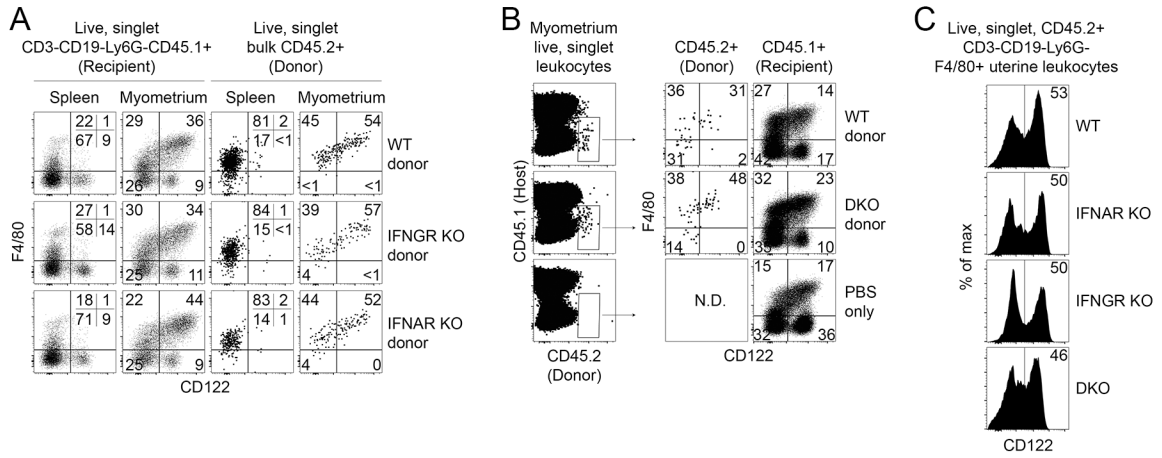 A
Live, singlet
CD3-CD19-Ly6G-CD45.1+
(Recipient)
Live, singlet
bulk CD45.2+
(Donor)
Spleen
Myometrium
Spleen
Myometrium
22 1
67 9
29 36
26 9
81 2
17 <1
45 54
<1 <1
WT
donor
27 1
58 14
30 34
25 11
84 1
15 <1
39 57
4 <1
IFNGR KO
donor
18 1
71 9
22 44
25 9
83 2
14 1
44 52
4 0
IFNAR KO
donor
F4/80
CD122
B
Myometrium
live, singlet
leukocytes
CD45.2+
(Donor)
CD45.1+
(Recipient)
36 31
31 2
27 14
42 17
WT
donor
38 48
14 0
32 23
35 10
DKO
donor
N.D.
15 17
32 36
PBS
only
CD45.1 (Host)
F4/80
CD45.2
(Donor)
CD122
C
Live, singlet, CD45.2+
CD3-CD19-Ly6G-
F4/80+ uterine leukocytes
53
WT
50
IFNAR KO
50
IFNGR KO
46
DKO
% of max
CD122